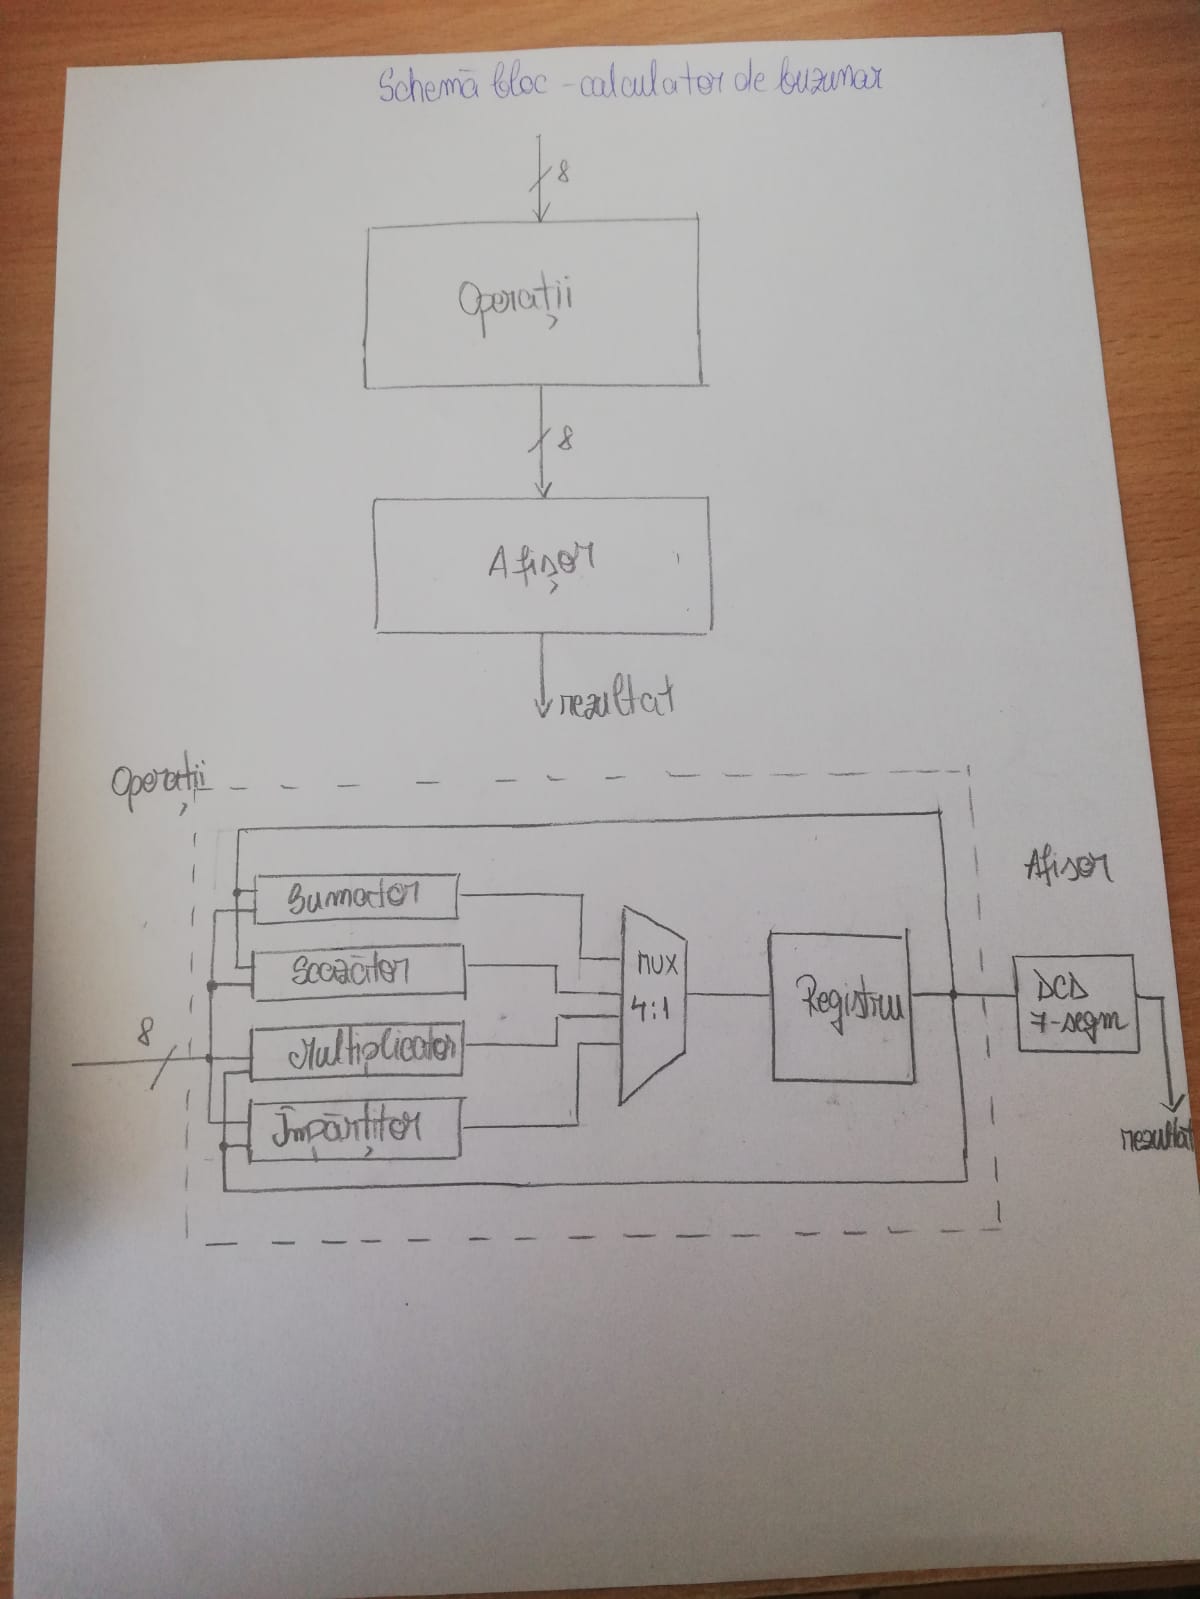 Schemă bloc - calculator de buzunar
8
Operații
8
Afișor
rezultat
Operații
Afisor
Sumator
Scăzător
MUX
4:1
Registru
DCD
7-segm
8
Multiplicator
Împărțitor
rezultat